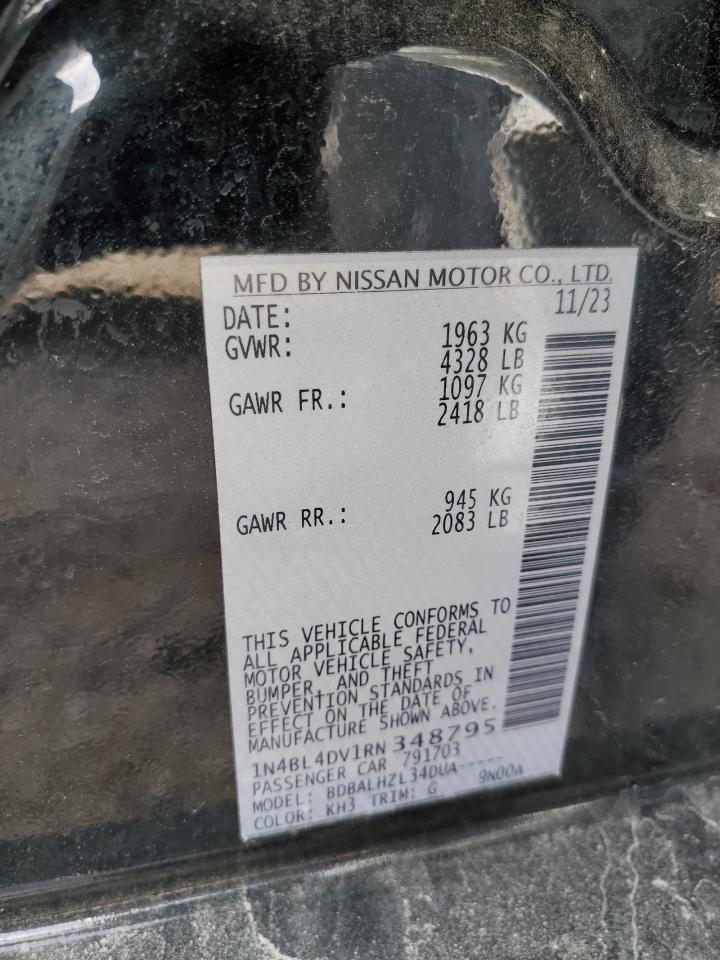 MFD BY NISSAN MOTOR CO., LTD.
DATE: 11/23
GVWR: 1963 KG
4328 LB
GAWR FR.: 1097 KG
2418 LB
GAWR RR.: 945 KG
2083 LB
THIS VEHICLE CONFORMS TO
ALL APPLICABLE FEDERAL
MOTOR VEHICLE SAFETY,
BUMPER, AND THEFT
PREVENTION STANDARDS IN
EFFECT ON THE DATE OF
MANUFACTURE SHOWN ABOVE.
1N4BL4DV1RN348795
PASSENGER CAR 791703
MODEL: BDBALHZL34DUA-----
COLOR: KH3 TRIM: G 9N00A